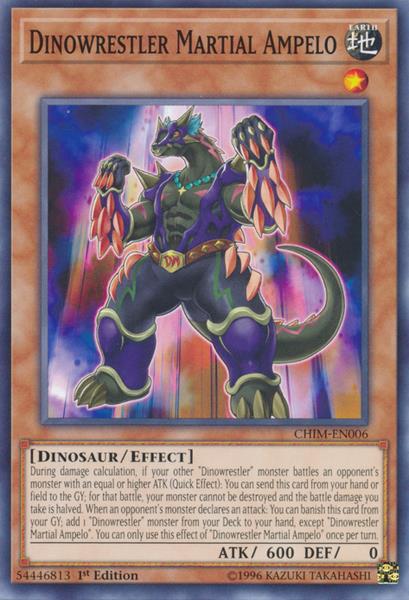 DINOWRESTLER MARTIAL AMPELO
EARTH
地
DW
CHIM-EN006
[DINOSAUR/EFFECT]
During damage calculation, if your other "Dinowrestler" monster battles an opponent's
monster with an equal or higher ATK (Quick Effect): You can send this card from your hand or
field to the GY; for that battle, your monster cannot be destroyed and the battle damage you
take is halved. When an opponent's monster declares an attack: You can banish this card from
your GY; add 1 "Dinowrestler" monster from your Deck to your hand, except "Dinowrestler
Martial Ampelo". You can only use this effect of "Dinowrestler Martial Ampelo" once per turn.
ATK/ 600 DEF/ 0
54446813 1st Edition ©1996 KAZUKI TAKAHASHI